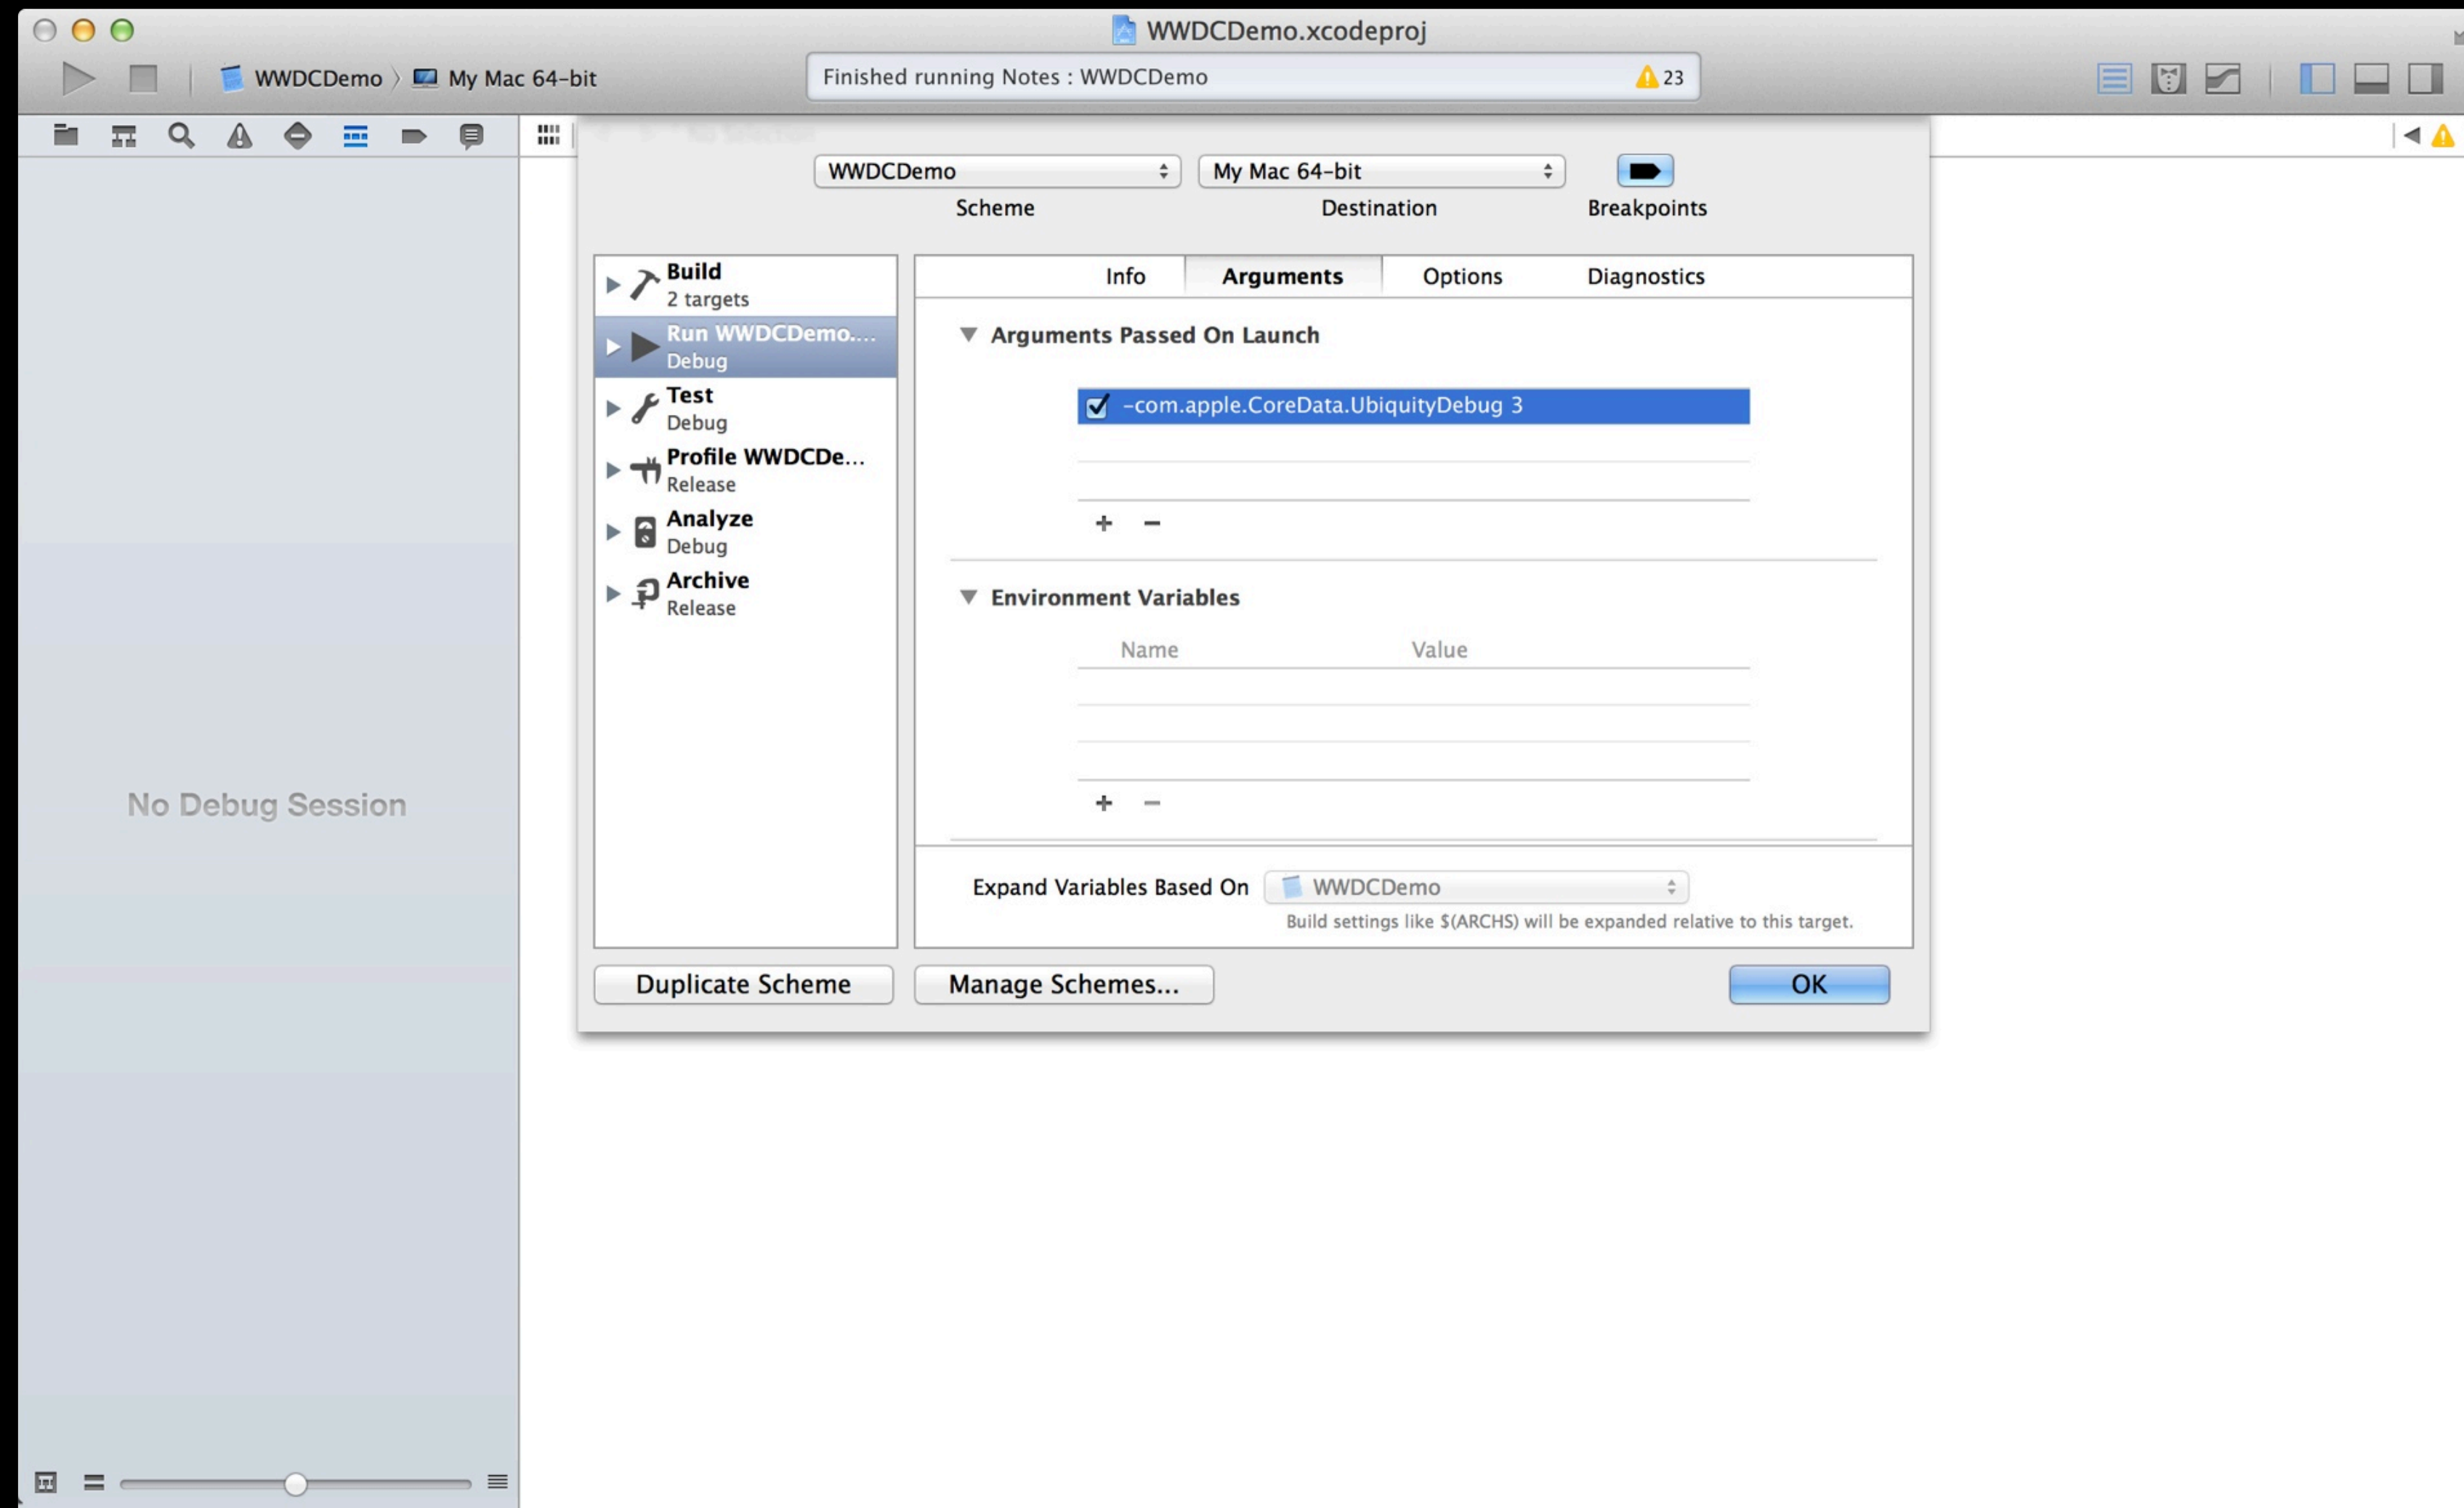 WWDCDemo.xcodeproj
WWDCDemo My Mac 64-bit
Finished running Notes : WWDCDemo
23
WWDCDemo
My Mac 64-bit
Scheme
Destination
Breakpoints
Build
2 targets
Run WWDCDemo....
Debug
Test
Debug
Profile WWDCDe...
Release
Analyze
Debug
Archive
Release
Info
Arguments
Options
Diagnostics
Arguments Passed On Launch
-com.apple.CoreData.UbiquityDebug 3
Environment Variables
Name
Value
Expand Variables Based On
WWDCDemo
Build settings like $(ARCHS) will be expanded relative to this target.
Duplicate Scheme
Manage Schemes...
OK
No Debug Session